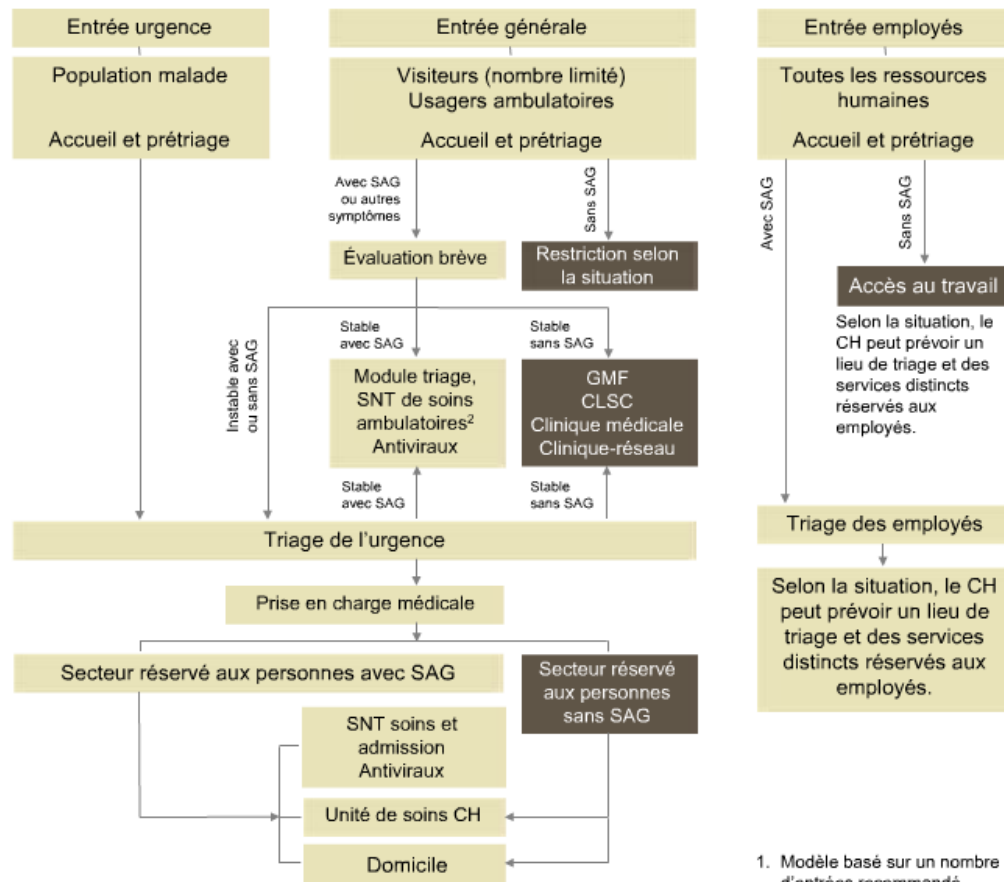 Entrée urgence
Population malade
Accueil et prétriage
Entrée générale
Visiteurs (nombre limité)
Usagers ambulatoires
Accueil et prétriage
Avec SAG
ou autres
symptômes
Sans SAG
Évaluation brève
Restriction selon
la situation
Instable avec
ou sans SAG
Stable
avec SAG
Stable
sans SAG
Module triage,
SNT de soins
ambulatoires²
Antiviraux
GMF
CLSC
Clinique médicale
Clinique-réseau
Stable
avec SAG
Stable
sans SAG
Triage de l'urgence
Prise en charge médicale
Secteur réservé aux personnes avec SAG
Secteur réservé
aux personnes
sans SAG
SNT soins et
admission
Antiviraux
Unité de soins CH
Domicile
Entrée employés
Toutes les ressources
humaines
Accueil et prétriage
Avec SAG
Sans SAG
Accès au travail
Selon la situation, le
CH peut prévoir un
lieu de triage et des
services distincts
réservés aux
employés.
Triage des employés
Selon la situation, le CH
peut prévoir un lieu de
triage et des services
distincts réservés aux
employés.
1. Modèle basé sur un nombre
d'entrées recommandé